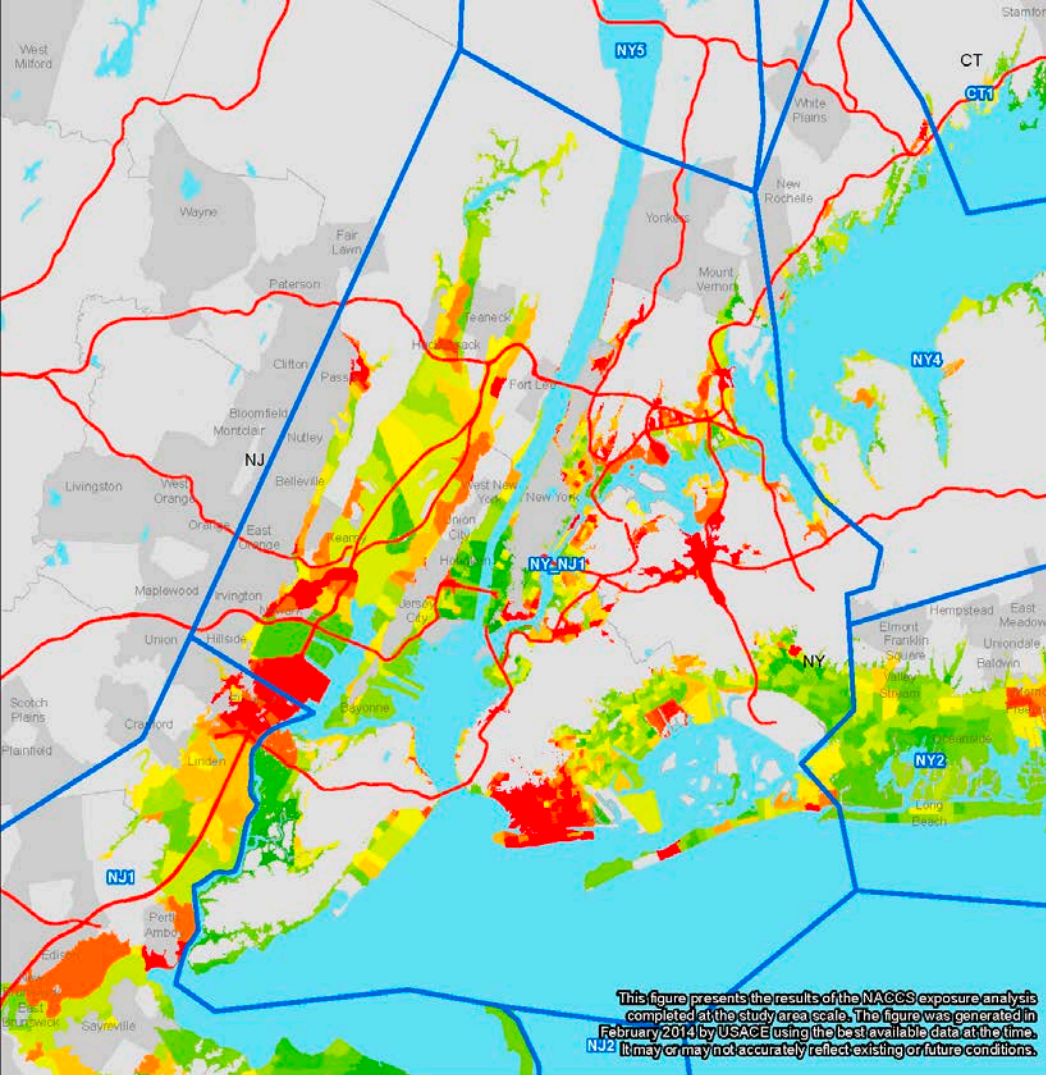 Stamford
West
Milford
NY5
CT
CT1
White
Plains
New
Rochelle
Wayne
Yonkers
Fair
Lawn
Mount
Vernon
Paterson
Teaneck
Hackensack
NY4
Clifton
Fort Lee
Bloomfield
Montclair
Nutley
NJ
Belleville
Livingston
West
Orange
West New
York
New York
Orange
East
Orange
Union
City
Kearny
Hoboken
NY_NJ1
Maplewood
Irvington
Newark
Jersey
City
Hempstead
East
Meadow
Elmont
Franklin
Square
Union
Hillside
Uniondale
Baldwin
NY
Valley
Stream
Scotch
Plains
Bayonne
Cranford
Plainfield
Oceanside
Linden
NY2
Long
Beach
NJ1
Perth
Amboy
Edison
East
Brunswick
Sayreville
This figure presents the results of the NACCS exposure analysis
completed at the study area scale. The figure was generated in
February 2014 by USACE using the best available data at the time.
It may or may not accurately reflect existing or future conditions.
NJ2